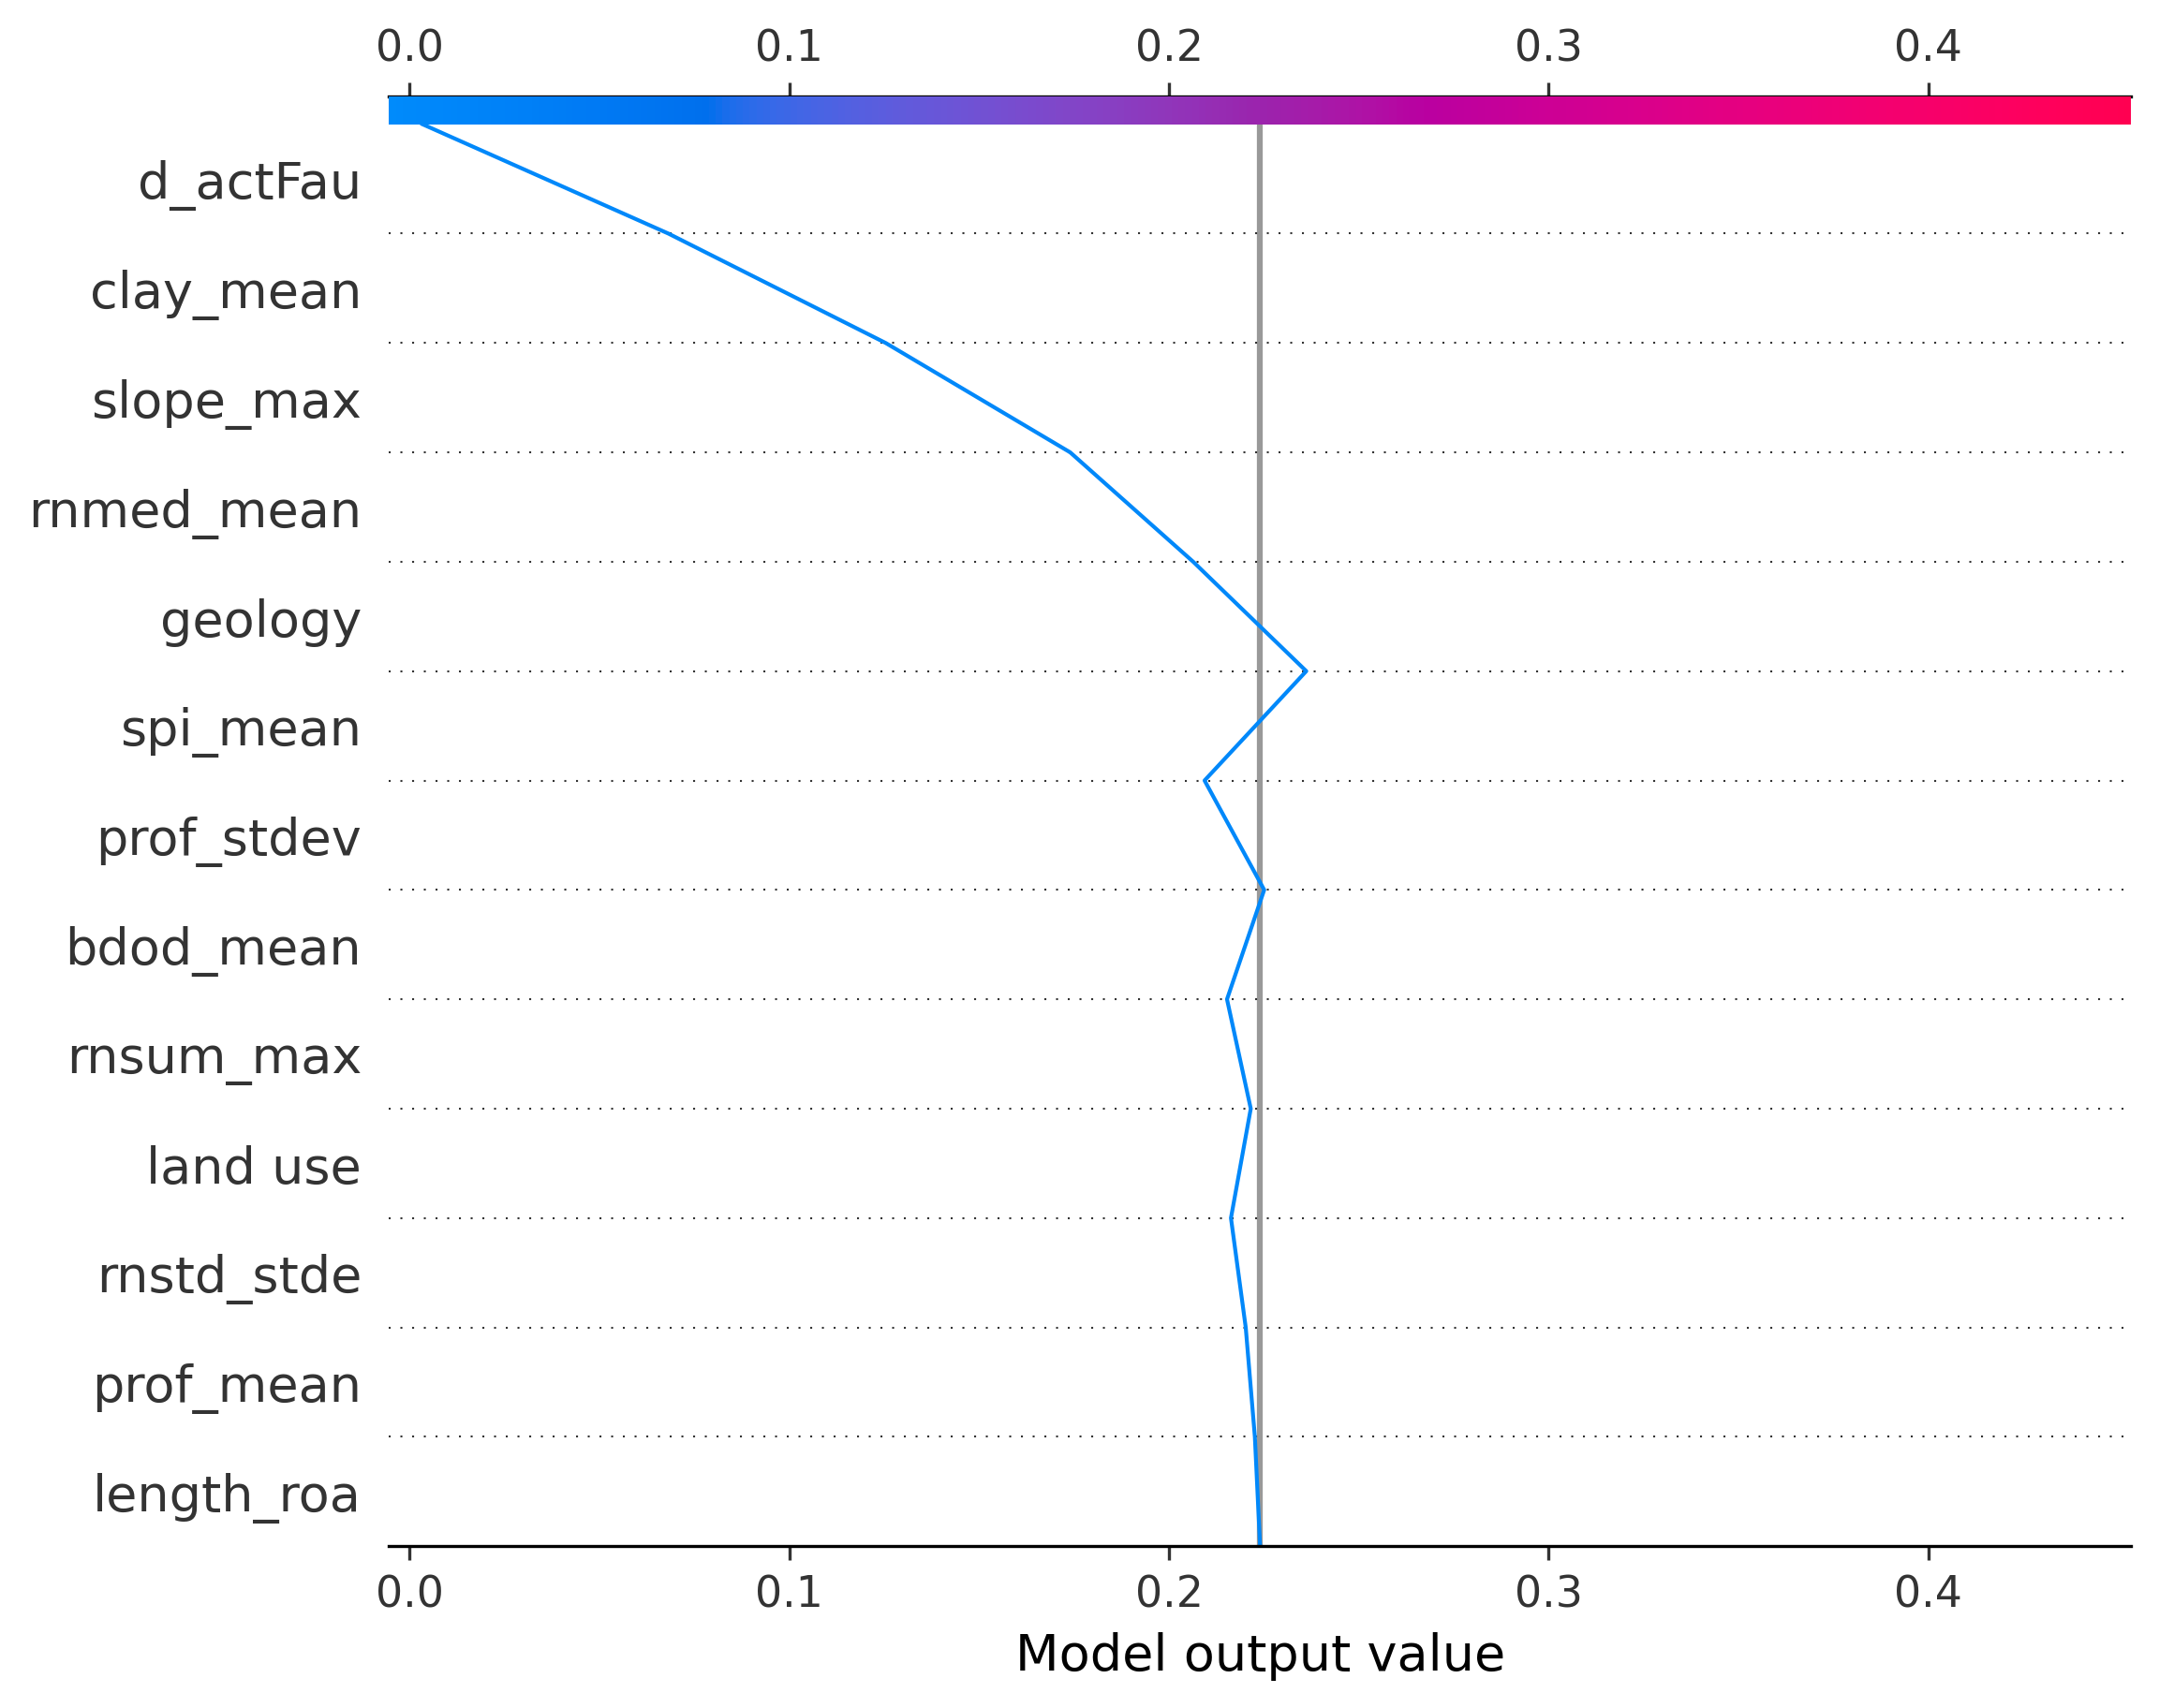 0.0 0.1 0.2 0.3 0.4
d_actFau
clay_mean
slope_max
rnmed_mean
geology
spi_mean
prof_stdev
bdod_mean
rnsum_max
land use
rnstd_stde
prof_mean
length_roa
0.0 0.1 0.2 0.3 0.4
Model output value